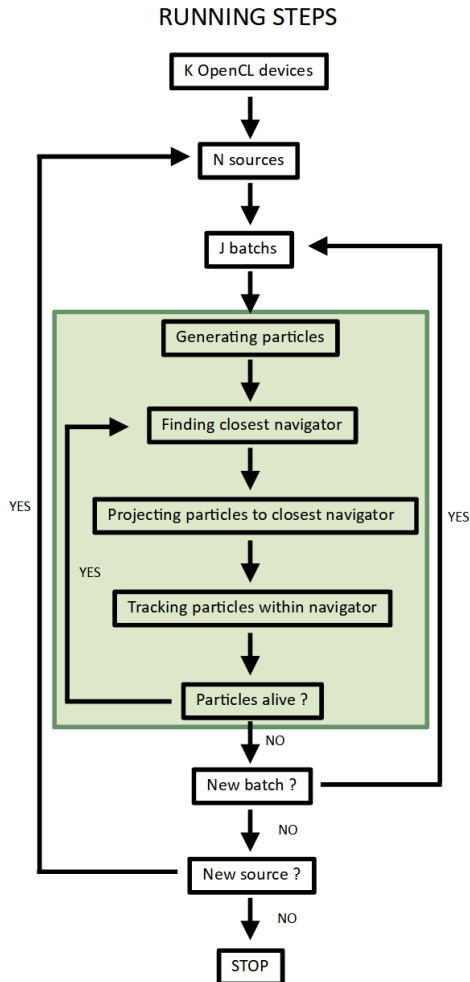 RUNNING STEPS
K OpenCL devices
N sources
J batchs
Generating particles
Finding closest navigator
YES
Projecting particles to closest navigator
YES
YES
Tracking particles within navigator
Particles alive ?
NO
New batch ?
NO
New source ?
NO
STOP